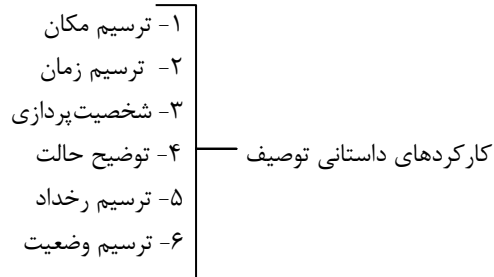 کارکردهای داستانی توصیف
۱- ترسیم مکان
۲- ترسیم زمان
۳- شخصیت‌پردازی
۴- توضیح حالت
۵- ترسیم رخداد
۶- ترسیم وضعیت